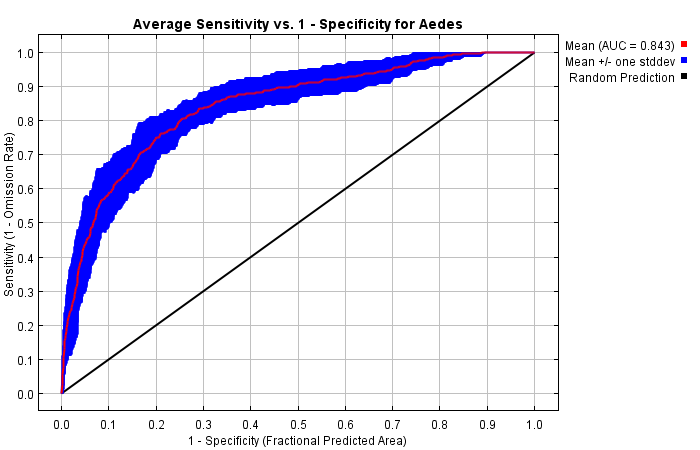 Average Sensitivity vs. 1 - Specificity for Aedes
Mean (AUC = 0.843)
Mean +/- one stddev
Random Prediction
Sensitivity (1 - Omission Rate)
1.0
0.9
0.8
0.7
0.6
0.5
0.4
0.3
0.2
0.1
0.0
0.0 0.1 0.2 0.3 0.4 0.5 0.6 0.7 0.8 0.9 1.0
1 - Specificity (Fractional Predicted Area)